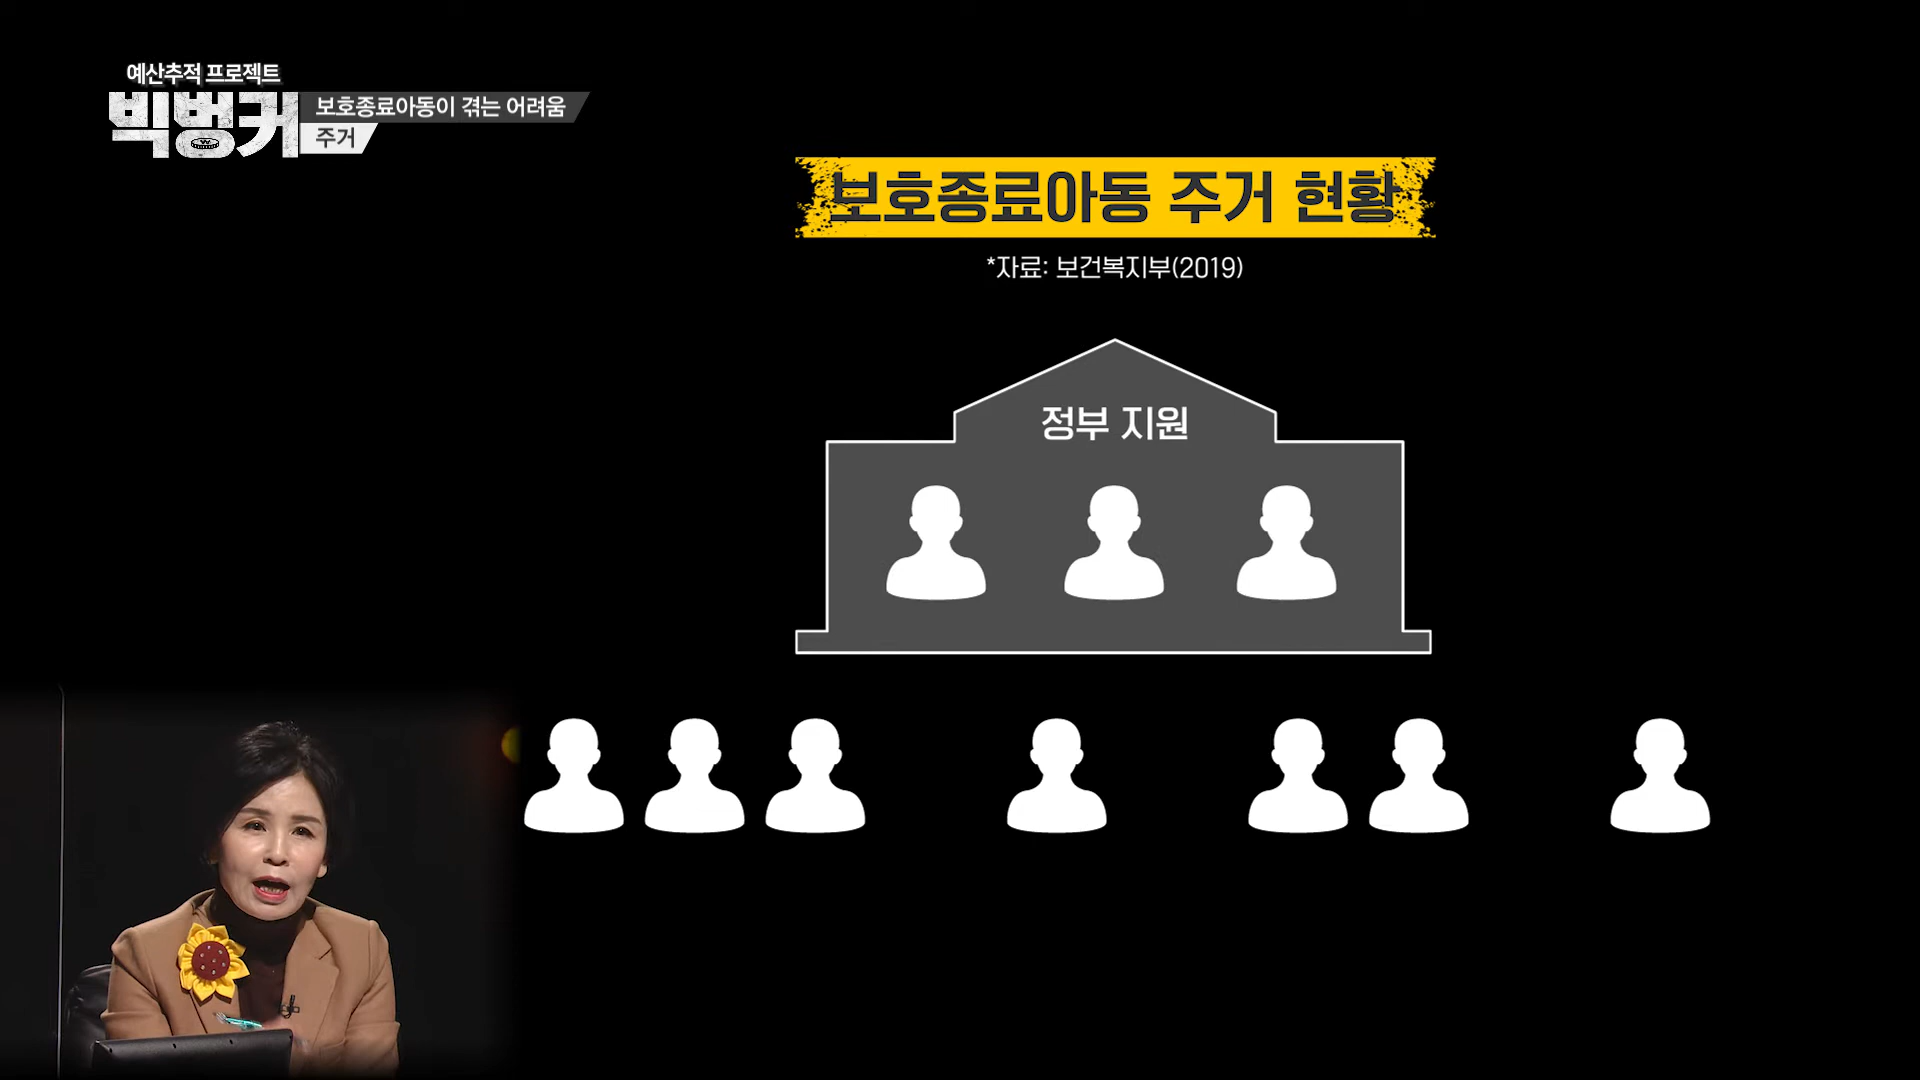 예산추적 프로젝트
빅벙커
보호종료아동이 겪는 어려움
주거
보호종료아동 주거 현황
*자료: 보건복지부(2019)
정부 지원